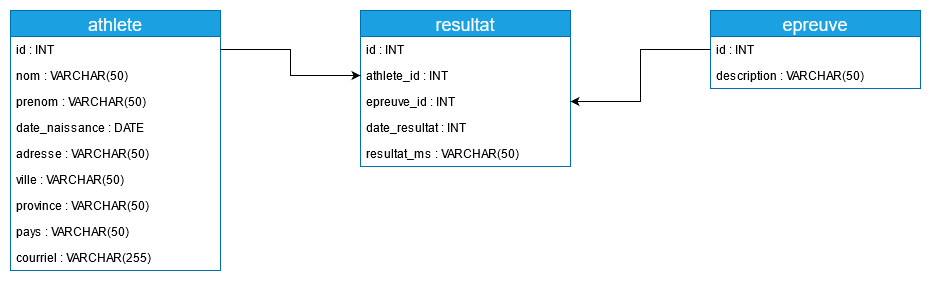 athlete
id : INT
nom : VARCHAR(50)
prenom : VARCHAR(50)
date_naissance : DATE
adresse : VARCHAR(50)
ville : VARCHAR(50)
province : VARCHAR(50)
pays : VARCHAR(50)
courriel : VARCHAR(255)
resultat
id : INT
athlete_id : INT
epreuve_id : INT
date_resultat : INT
resultat_ms : VARCHAR(50)
epreuve
id : INT
description : VARCHAR(50)